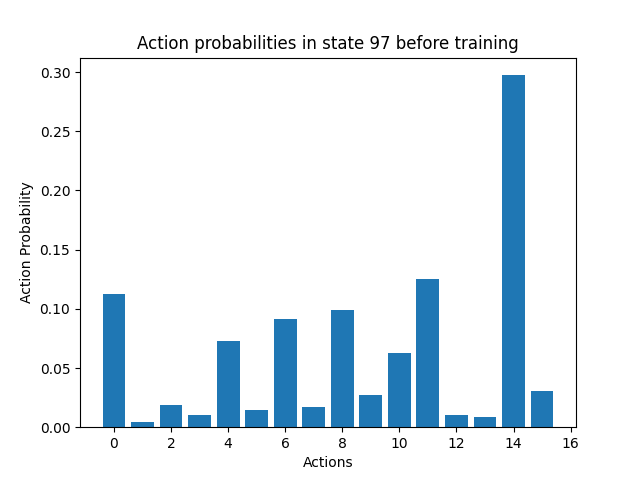 Action probabilities in state 97 before training
0.30
0.25
0.20
0.15
0.10
0.05
0.00
Action Probability
0 2 4 6 8 10 12 14 16
Actions